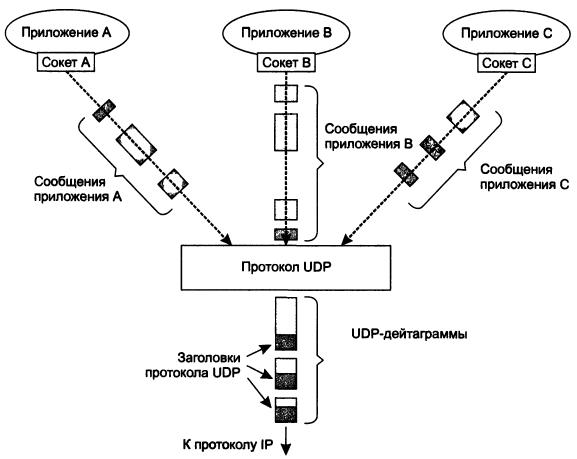 Приложение A
Приложение B
Приложение C
Сокет A
Сокет B
Сокет C
Сообщения
приложения A
Сообщения
приложения B
Сообщения
приложения C
Протокол UDP
UDP-дейтаграммы
Заголовки
протокола UDP
К протоколу IP